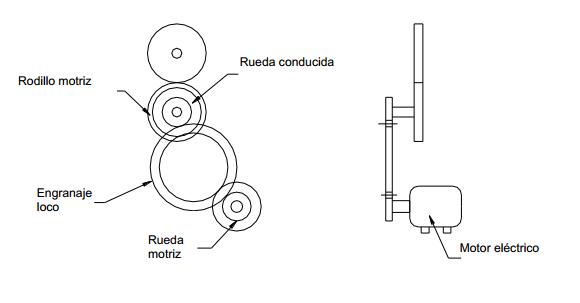 Rueda conducida
Rodillo motriz
Engranaje
loco
Rueda
motriz
Motor eléctrico